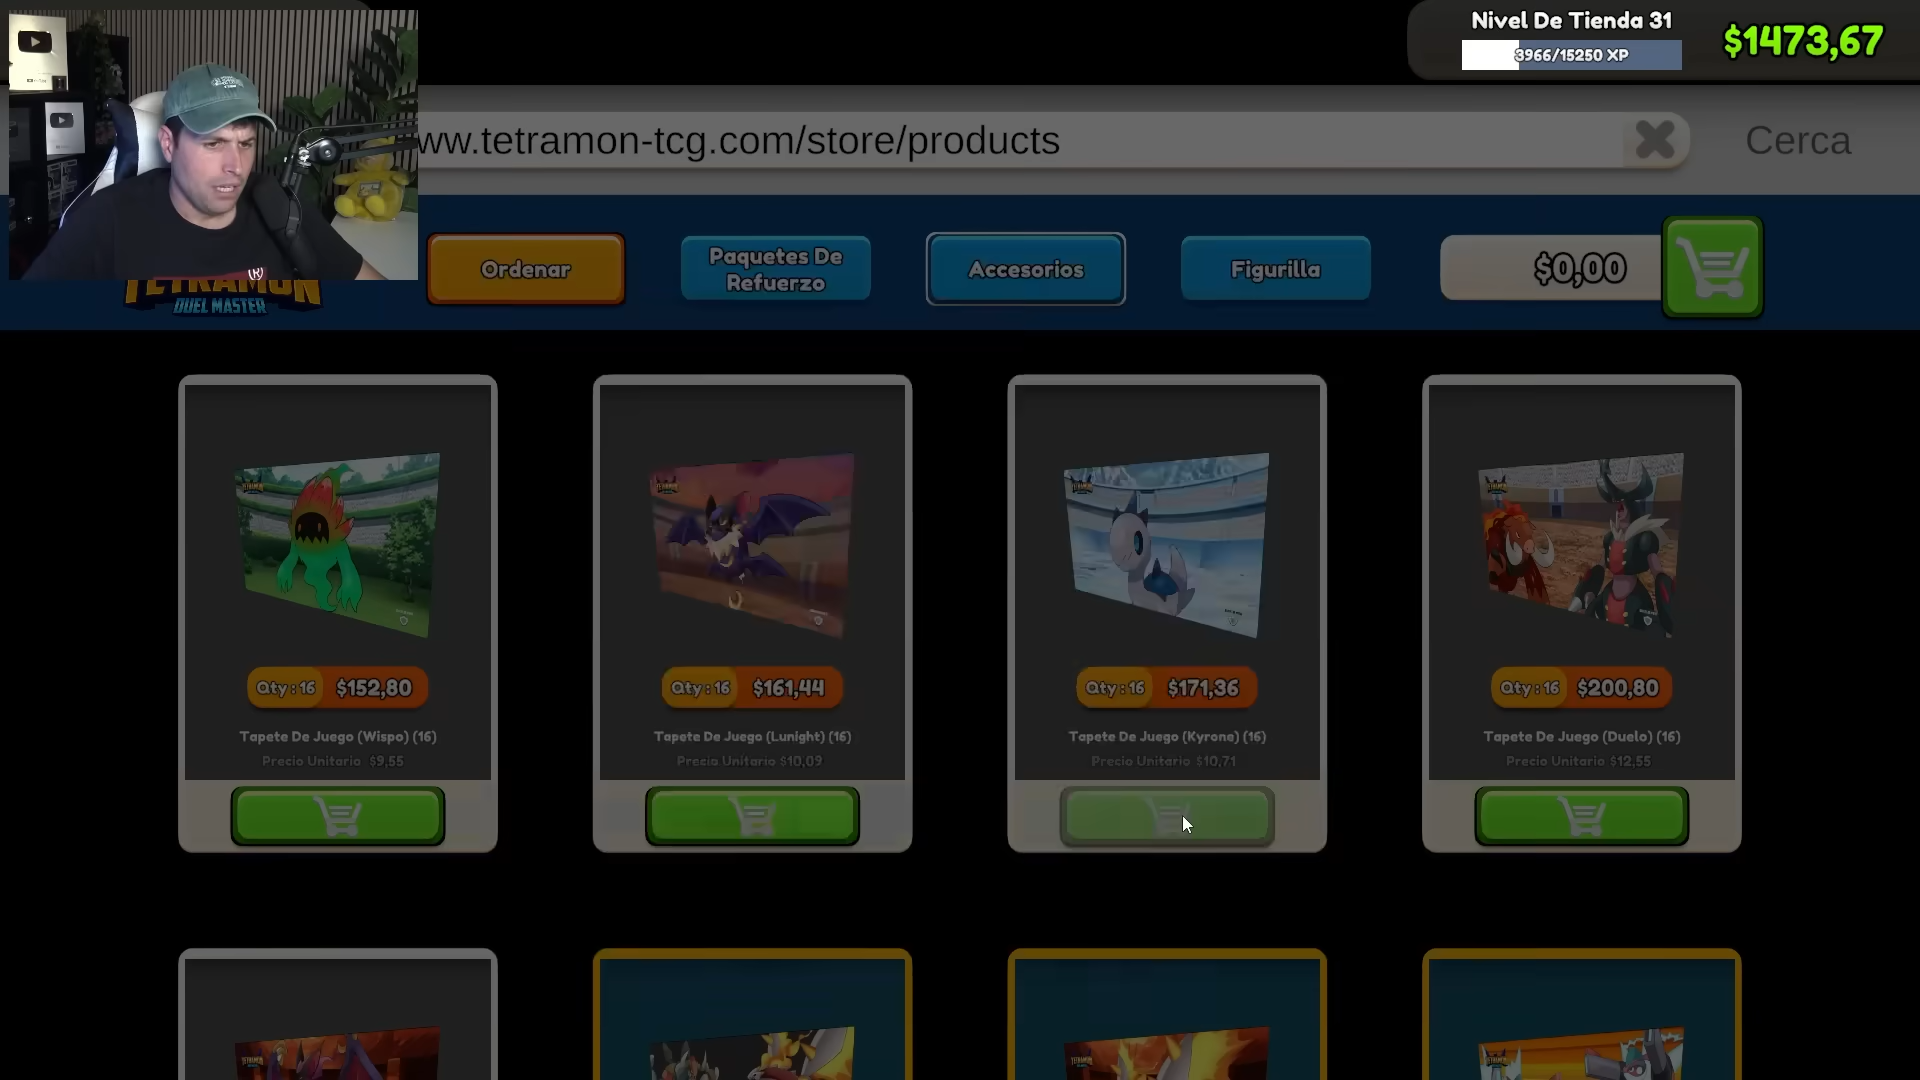 Nivel De Tienda 31
3966/15250 XP
$1473,67
ww.tetramon-tcg.com/store/products
Cerca
TETRAMON
DUEL MASTER
Ordenar
Paquetes De
Refuerzo
Accesorios
Figurilla
$0,00
Qty:16 $152,80
Tapete De Juego (Wispo) (16)
Precio Unitario $9,55
Qty:16 $161,44
Tapete De Juego (Lunight) (16)
Precio Unitario $10,09
Qty:16 $171,36
Tapete De Juego (Kyrone) (16)
Precio Unitario $10,71
Qty:16 $200,80
Tapete De Juego (Duelo) (16)
Precio Unitario $12,55